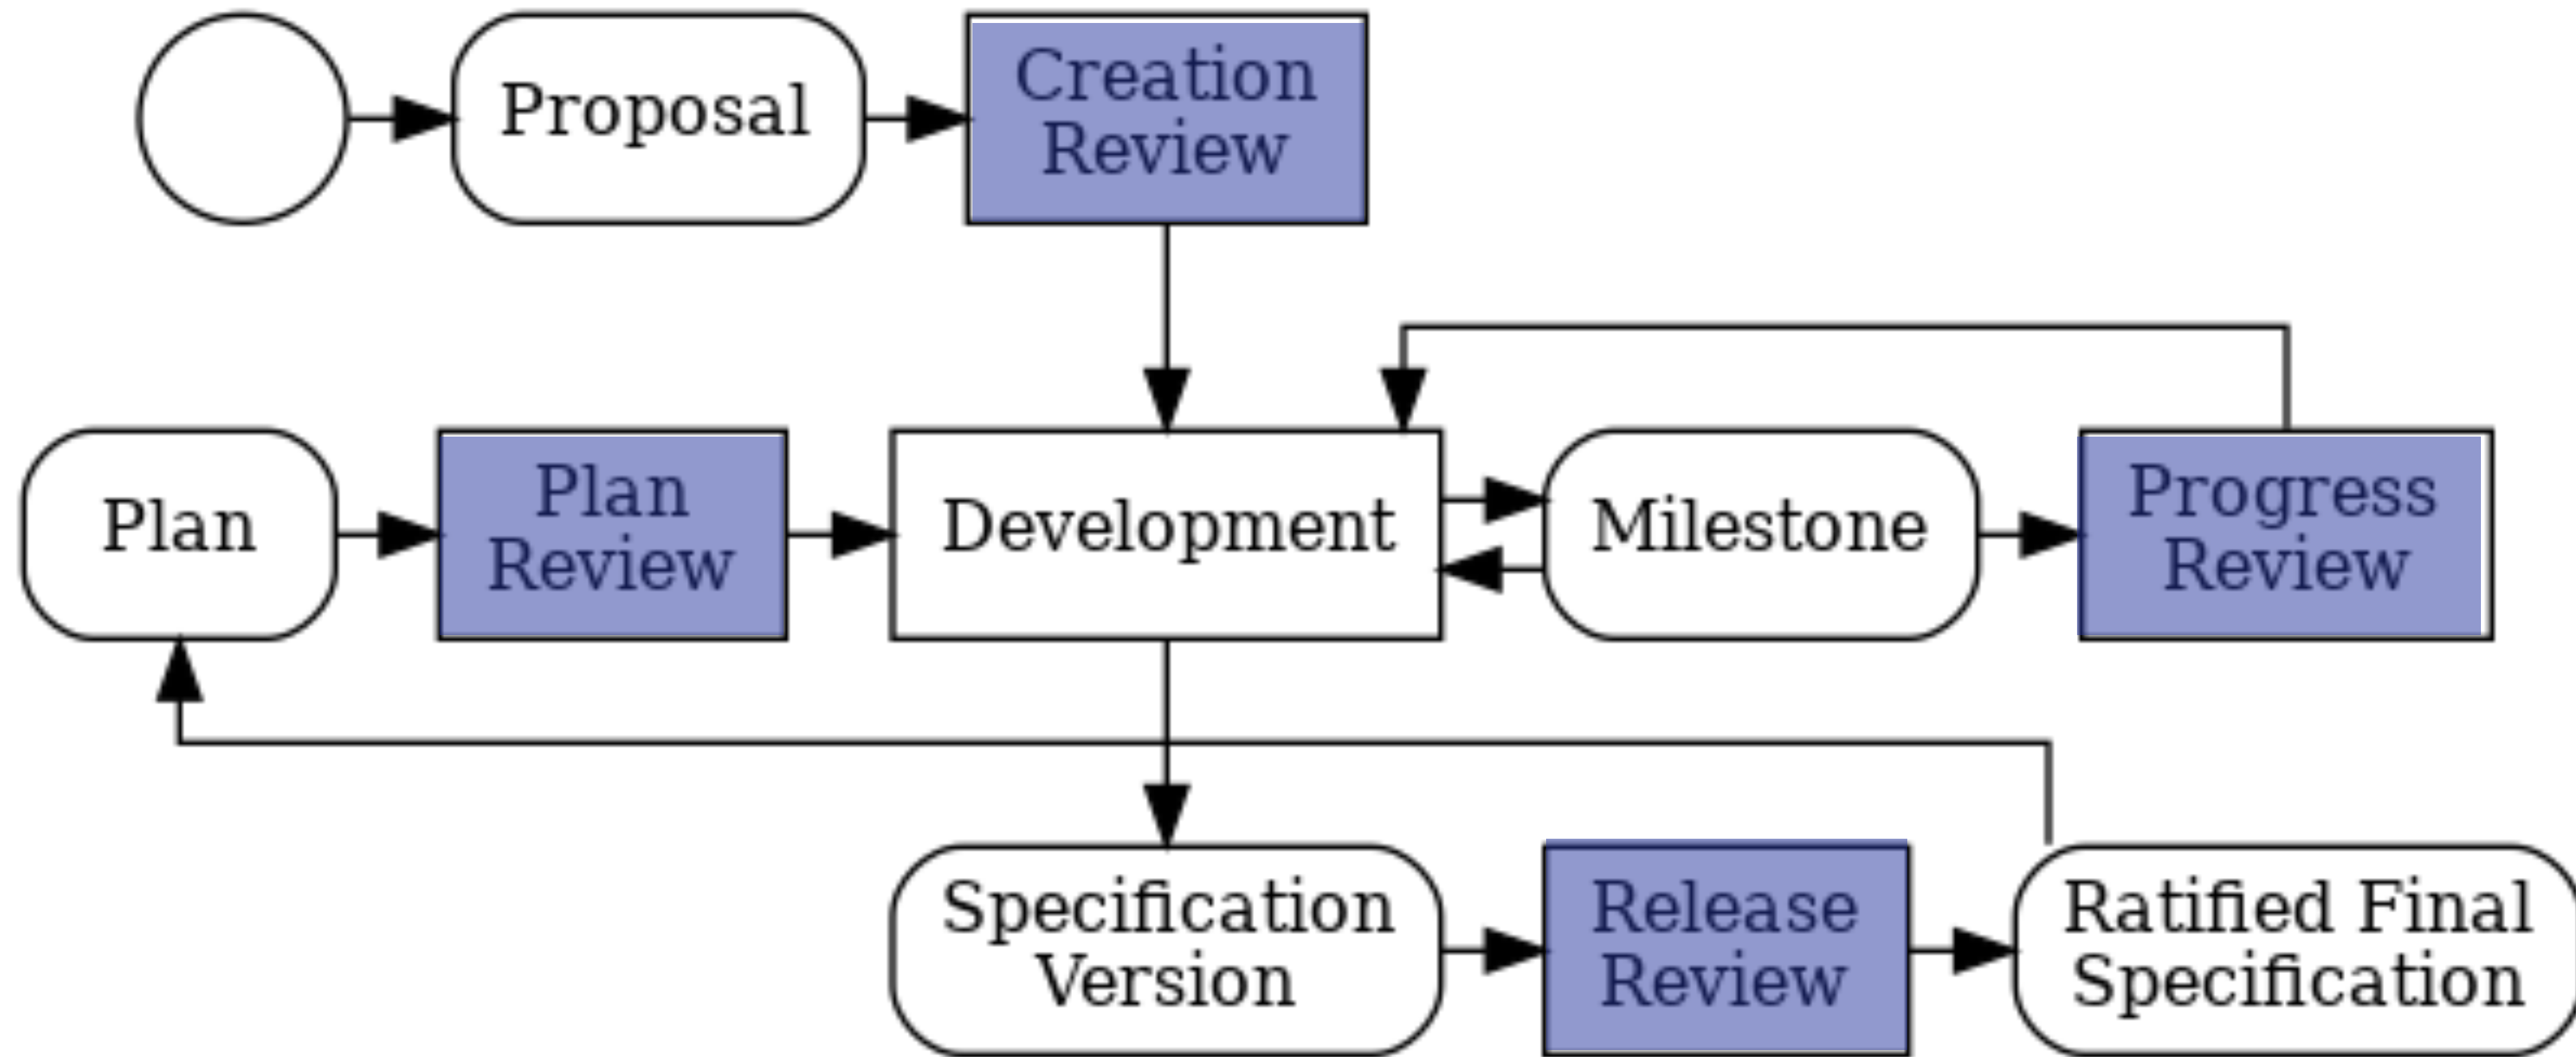 Proposal
Creation
Review
Plan
Plan
Review
Development
Milestone
Progress
Review
Specification
Version
Release
Review
Ratified Final
Specification